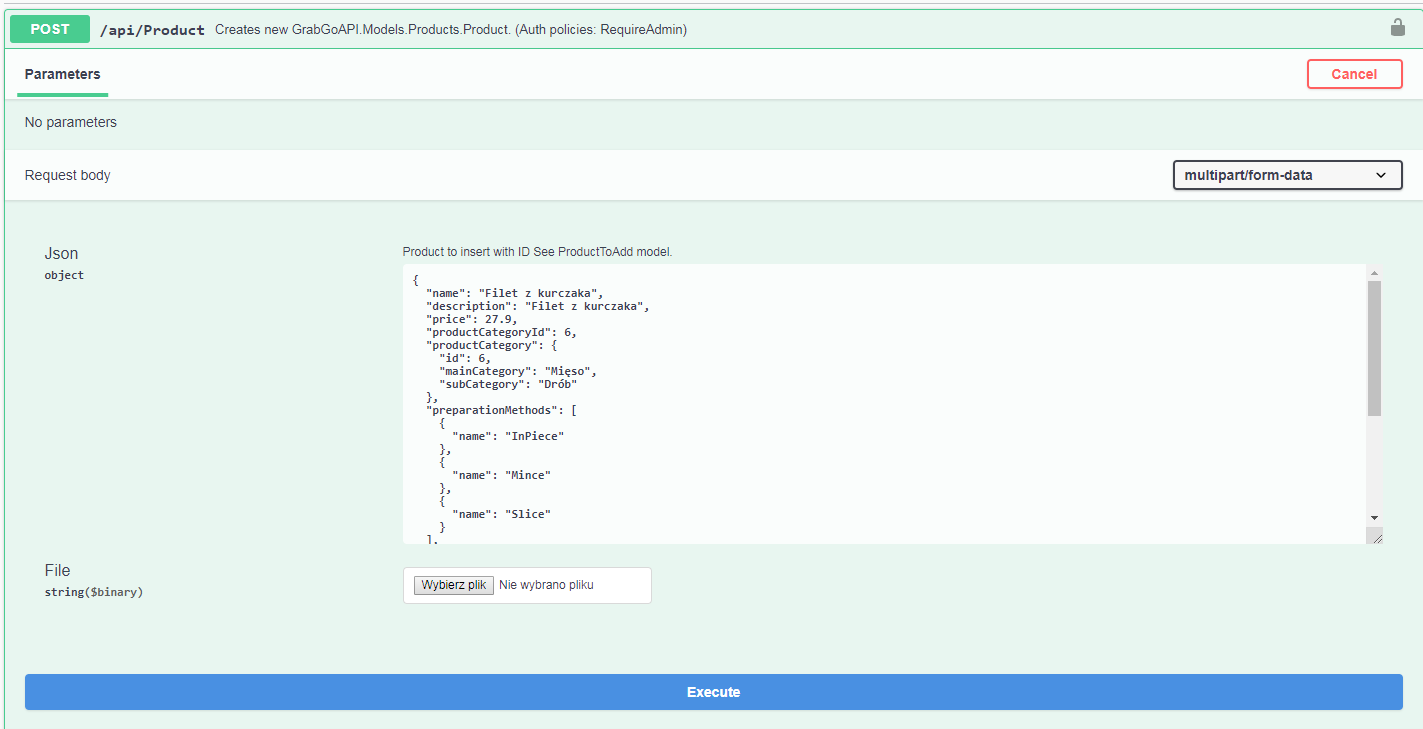 POST /api/Product Creates new GrabGoAPI.Models.Products.Product. (Auth policies: RequireAdmin)
Parameters
Cancel
No parameters
Request body
multipart/form-data
Json
object
Product to insert with ID See ProductToAdd model.
{
  "name": "Filet z kurczaka",
  "description": "Filet z kurczaka",
  "price": 27.9,
  "productCategoryId": 6,
  "productCategory": {
    "id": 6,
    "mainCategory": "Mięso",
    "subCategory": "Drób"
  },
  "preparationMethods": [
    {
      "name": "InPiece"
    },
    {
      "name": "Mince"
    },
    {
      "name": "Slice"
    }
  ],
File
string($binary)
Wybierz plik Nie wybrano pliku
Execute